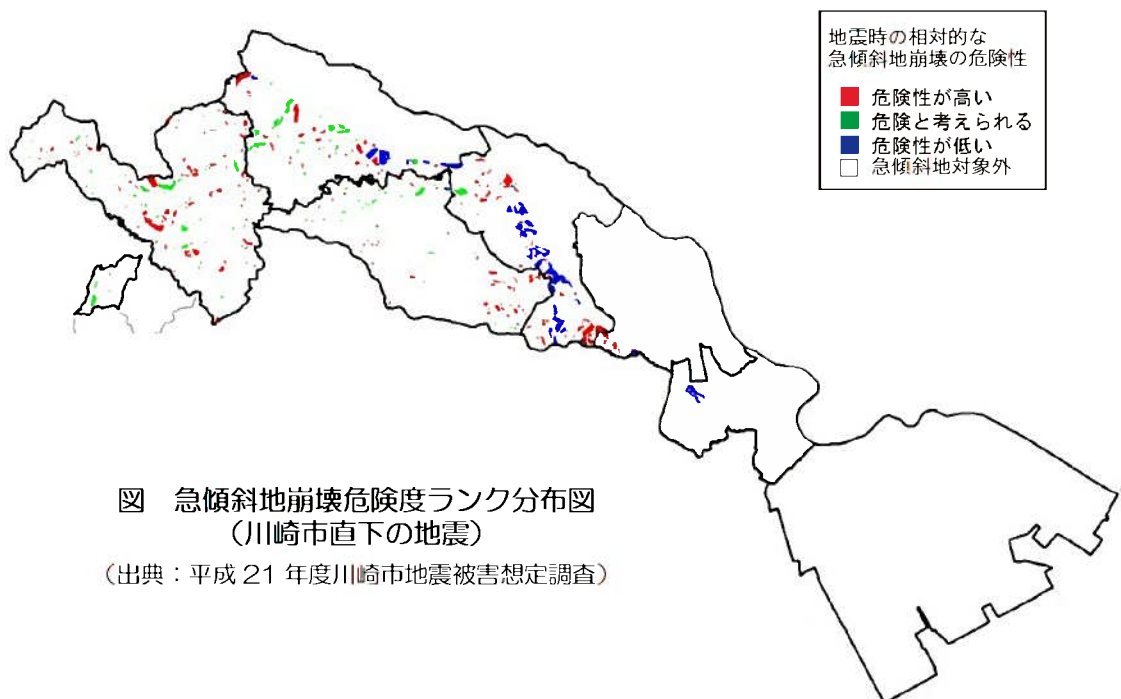 地震時の相対的な
急傾斜地崩壊の危険性
危険性が高い
危険と考えられる
危険性が低い
急傾斜地対象外
図 急傾斜地崩壊危険度ランク分布図
（川崎市直下の地震）
（出典：平成 21 年度川崎市地震被害想定調査）